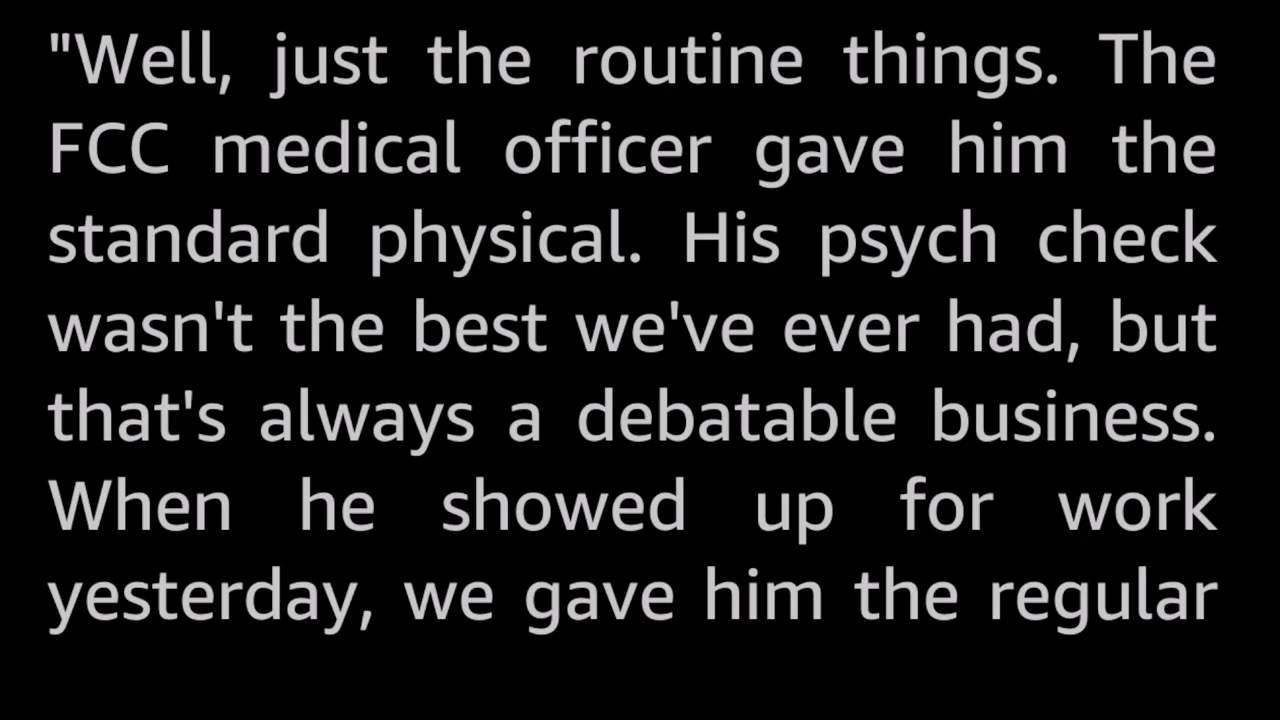 "Well, just the routine things. The
FCC medical officer gave him the
standard physical. His psych check
wasn't the best we've ever had, but
that's always a debatable business.
When he showed up for work
yesterday, we gave him the regular